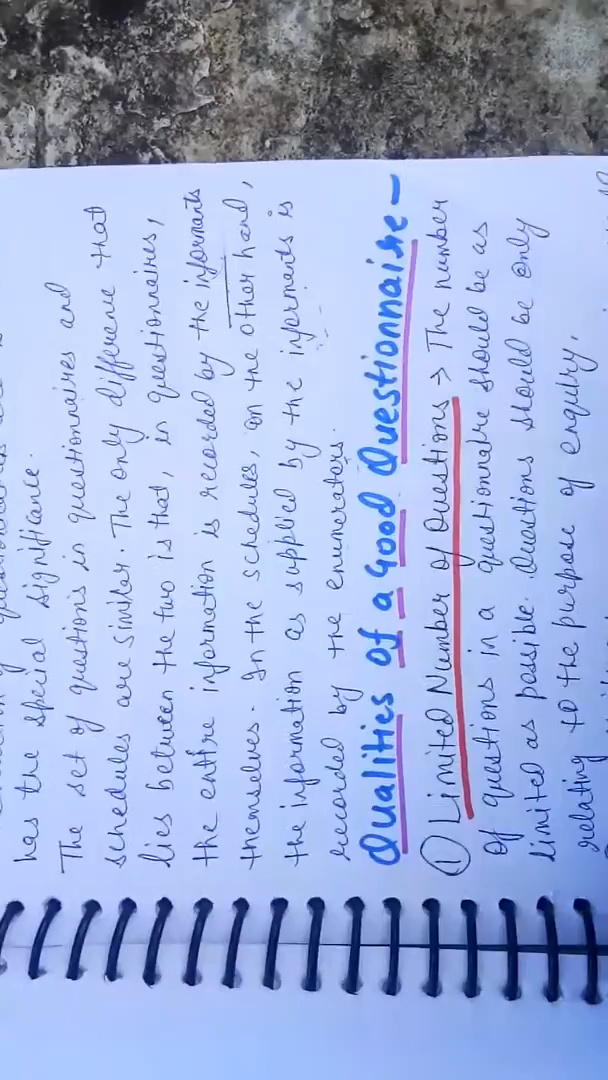 has the special significance.
The set of questions in questionnaires and
schedules are similer. The only difference that
lies between the two is that, in questionnaires,
the entire information is recorded by the informants
themselves. In the schedules, on the other hand,
the information as supplied by the informents is
recorded by the enumerators.
Qualities of a Good Questionnaire -
① Limited Number of Questions → The number
of questions in a questionnaire should be as
limited as possible. Questions should be only
relating to the purpose of enquiry.